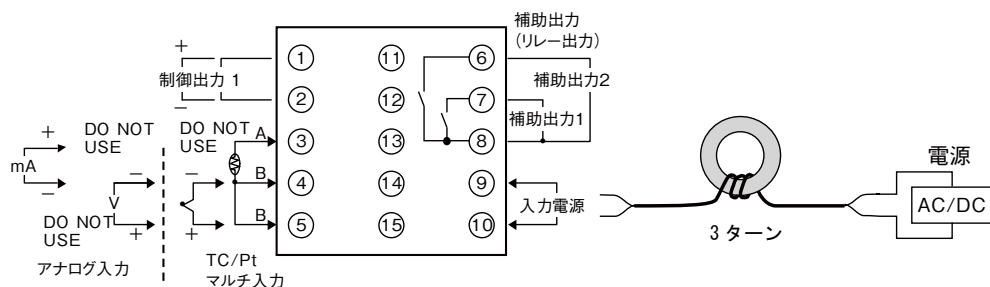 補助出力
(リレー出力)
+
制御出力 1
−
1
2
3
4
5
11
12
13
14
15
6
7
8
9
10
補助出力2
補助出力1
入力電源
+
mA
−
DO NOT
USE
−
V
+
DO NOT
USE
アナログ入力
DO NOT
USE
−
+
A
B
B
TC/Pt
マルチ入力
3 ターン
電源
AC/DC